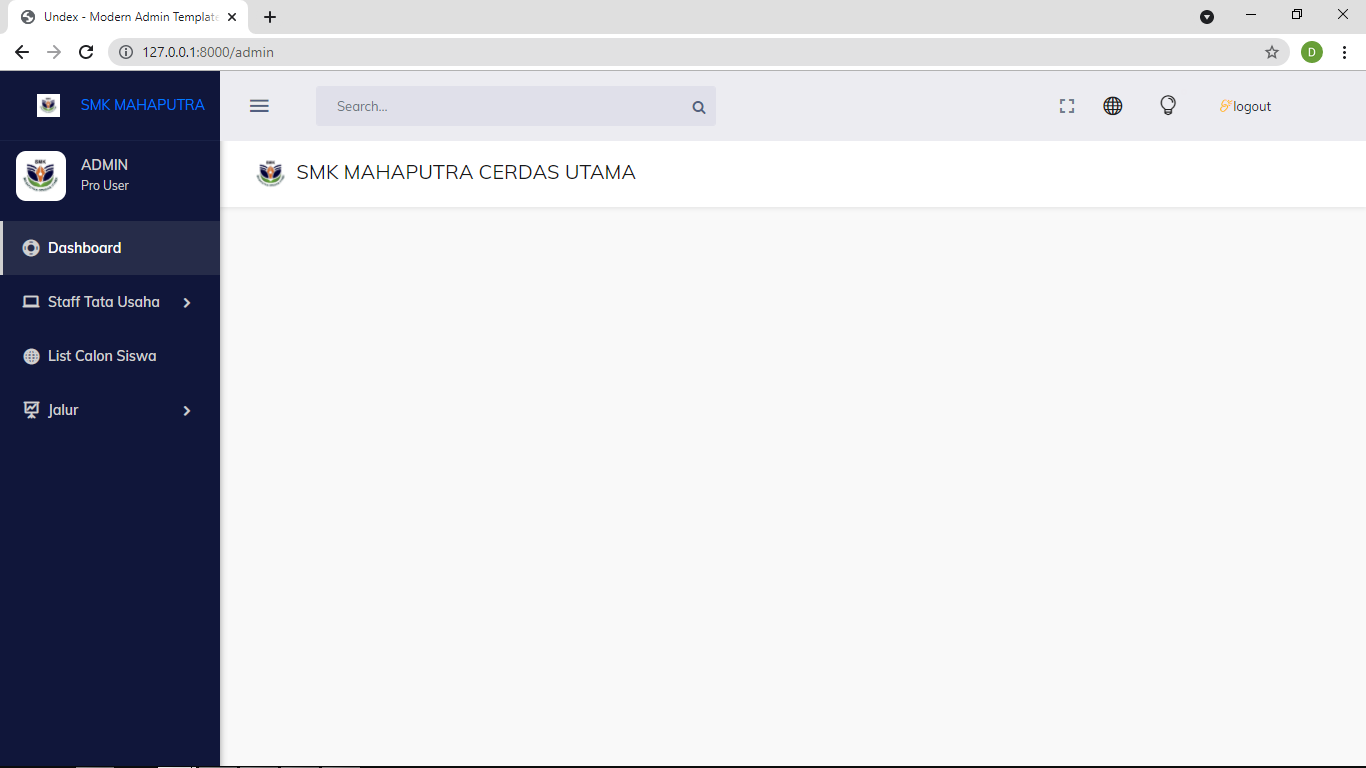 Undex - Modern Admin Template
127.0.0.1:8000/admin
D
SMK MAHAPUTRA
Search...
logout
ADMIN
Pro User
SMK MAHAPUTRA CERDAS UTAMA
Dashboard
Staff Tata Usaha
List Calon Siswa
Jalur